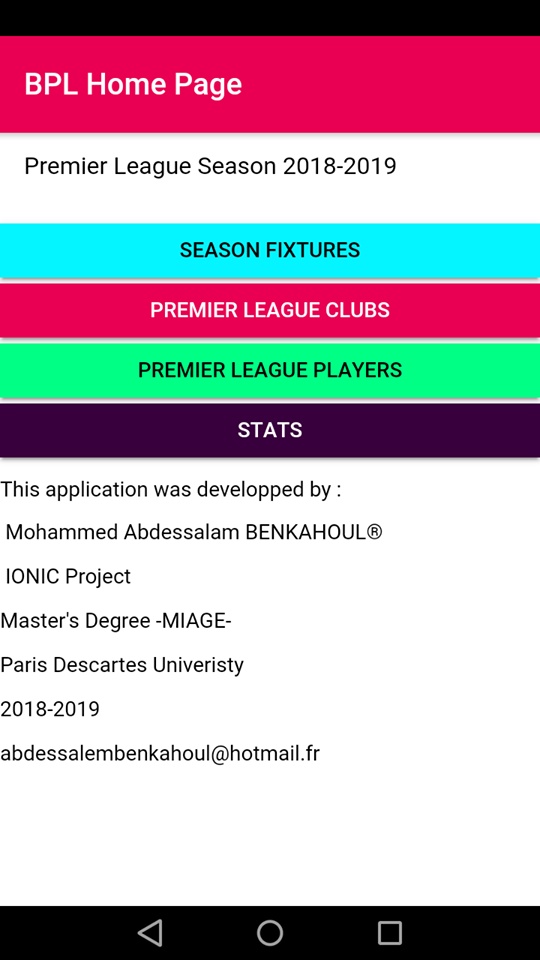 BPL Home Page
Premier League Season 2018-2019
SEASON FIXTURES
PREMIER LEAGUE CLUBS
PREMIER LEAGUE PLAYERS
STATS
This application was developped by :
Mohammed Abdessalam BENKAHOUL®
IONIC Project
Master's Degree -MIAGE-
Paris Descartes Univeristy
2018-2019
abdessalembenkahoul@hotmail.fr